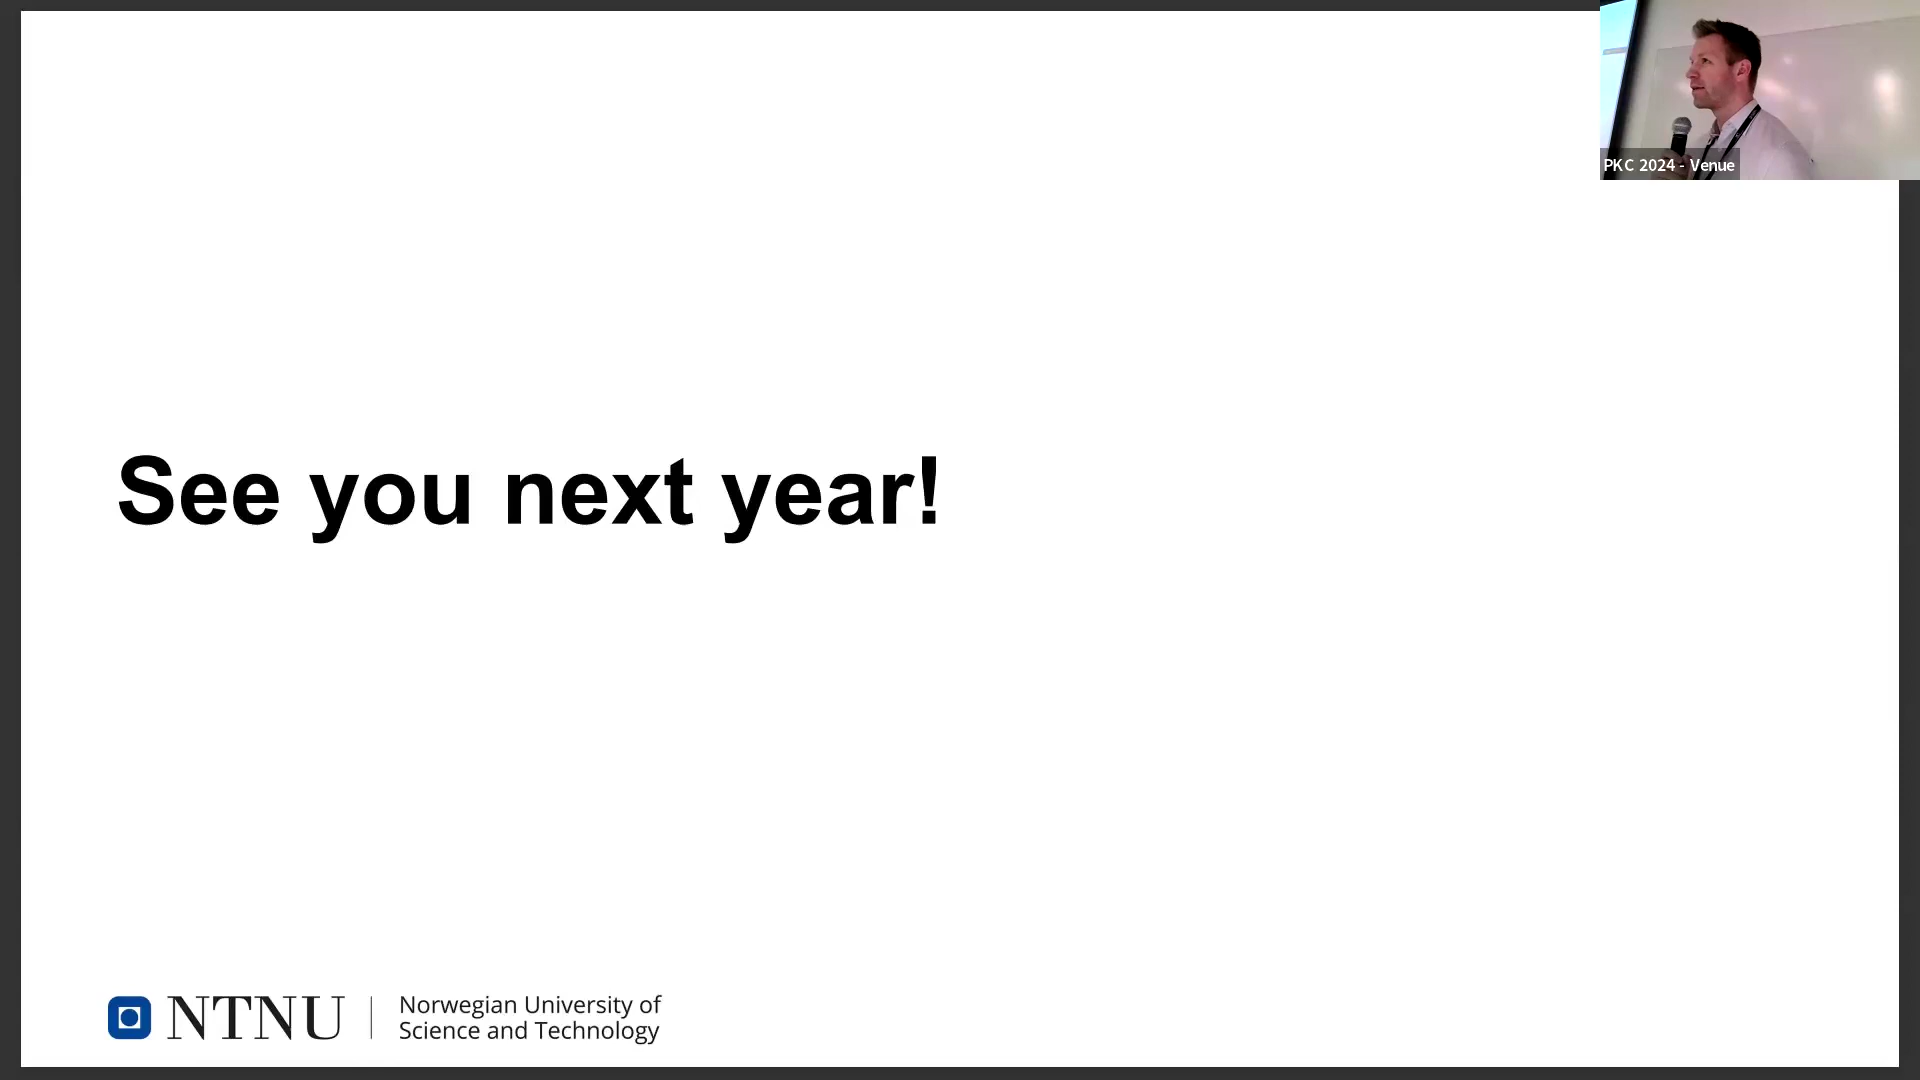 PKC 2024 - Venue
See you next year!
NTNU
Norwegian University of
Science and Technology